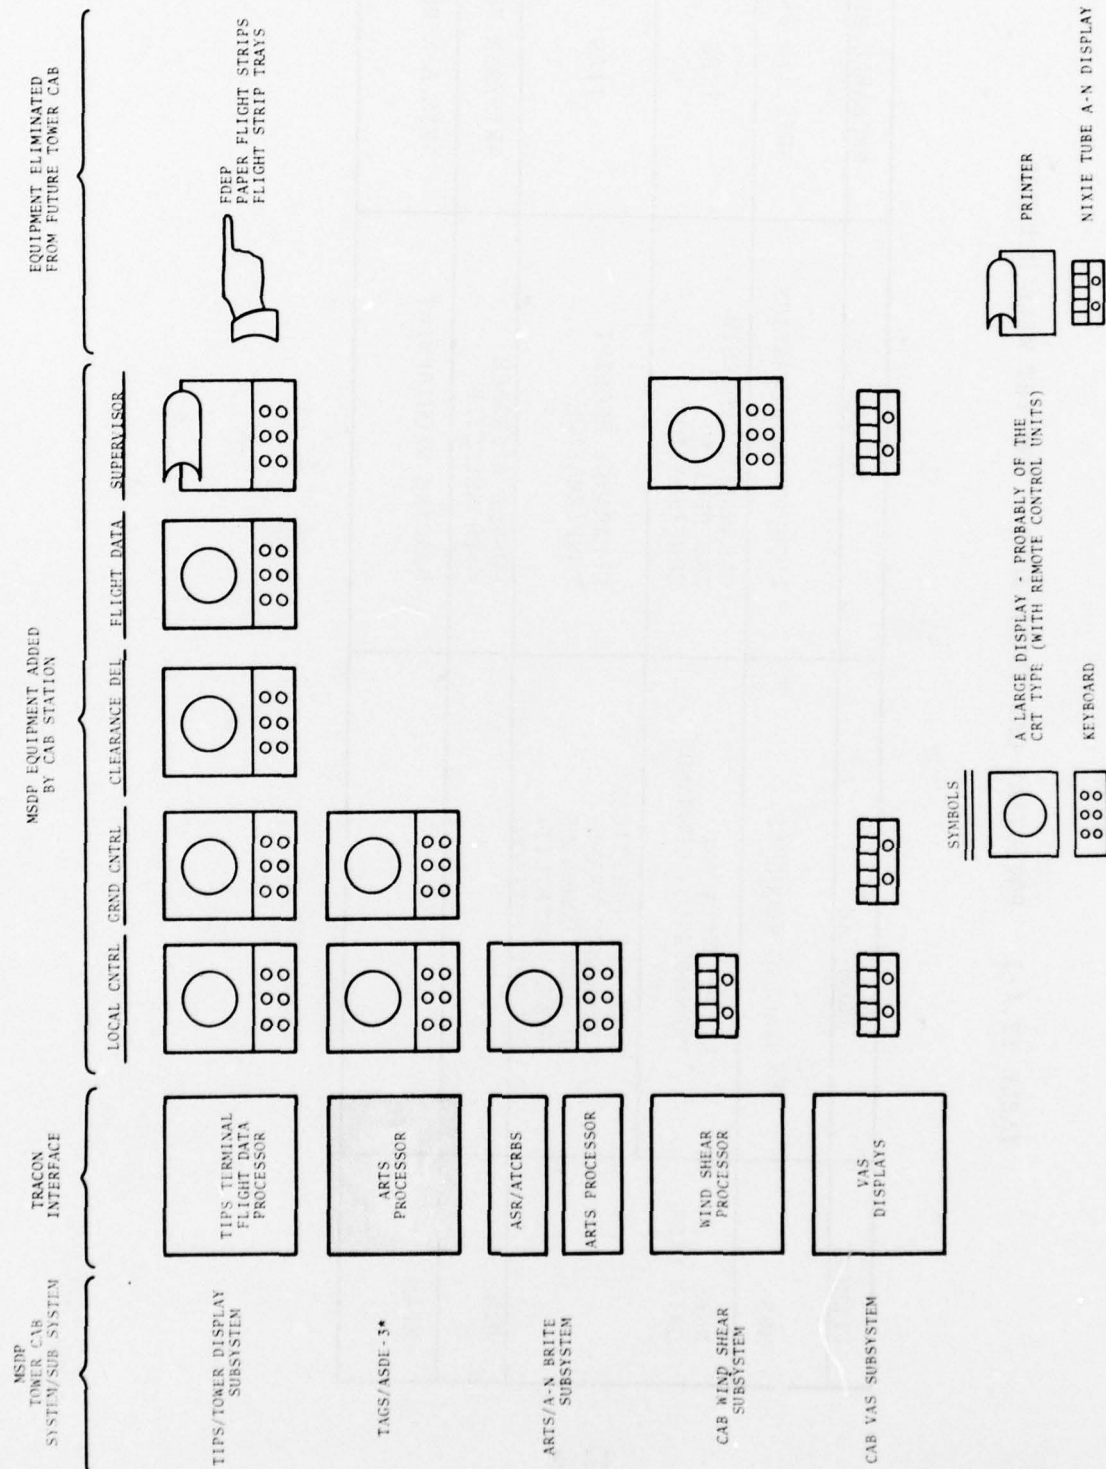 MSDP
TOWER CAB
SYSTEM/SUB SYSTEM
TRACON
INTERFACE
MSDP EQUIPMENT ADDED
BY CAB STATION
EQUIPMENT ELIMINATED
FROM FUTURE TOWER CAB
LOCAL CNTRL
GRND CNTRL
CLEARANCE DEL
FLIGHT DATA
SUPERVISOR
TIPS/TOWER DISPLAY
SUBSYSTEM
TIPS TERMINAL
FLIGHT DATA
PROCESSOR
FDEP
PAPER FLIGHT STRIPS
FLIGHT STRIP TRAYS
TAGS/ASDE-3*
ARTS
PROCESSOR
ARTS/A-N BRITE
SUBSYSTEM
ASR/ATCRBS
ARTS PROCESSOR
CAB WIND SHEAR
SUBSYSTEM
WIND SHEAR
PROCESSOR
CAB VAS SUBSYSTEM
VAS
DISPLAYS
SYMBOLS
A LARGE DISPLAY - PROBABLY OF THE
CRT TYPE (WITH REMOTE CONTROL UNITS)
PRINTER
KEYBOARD
NIXIE TUBE A-N DISPLAY